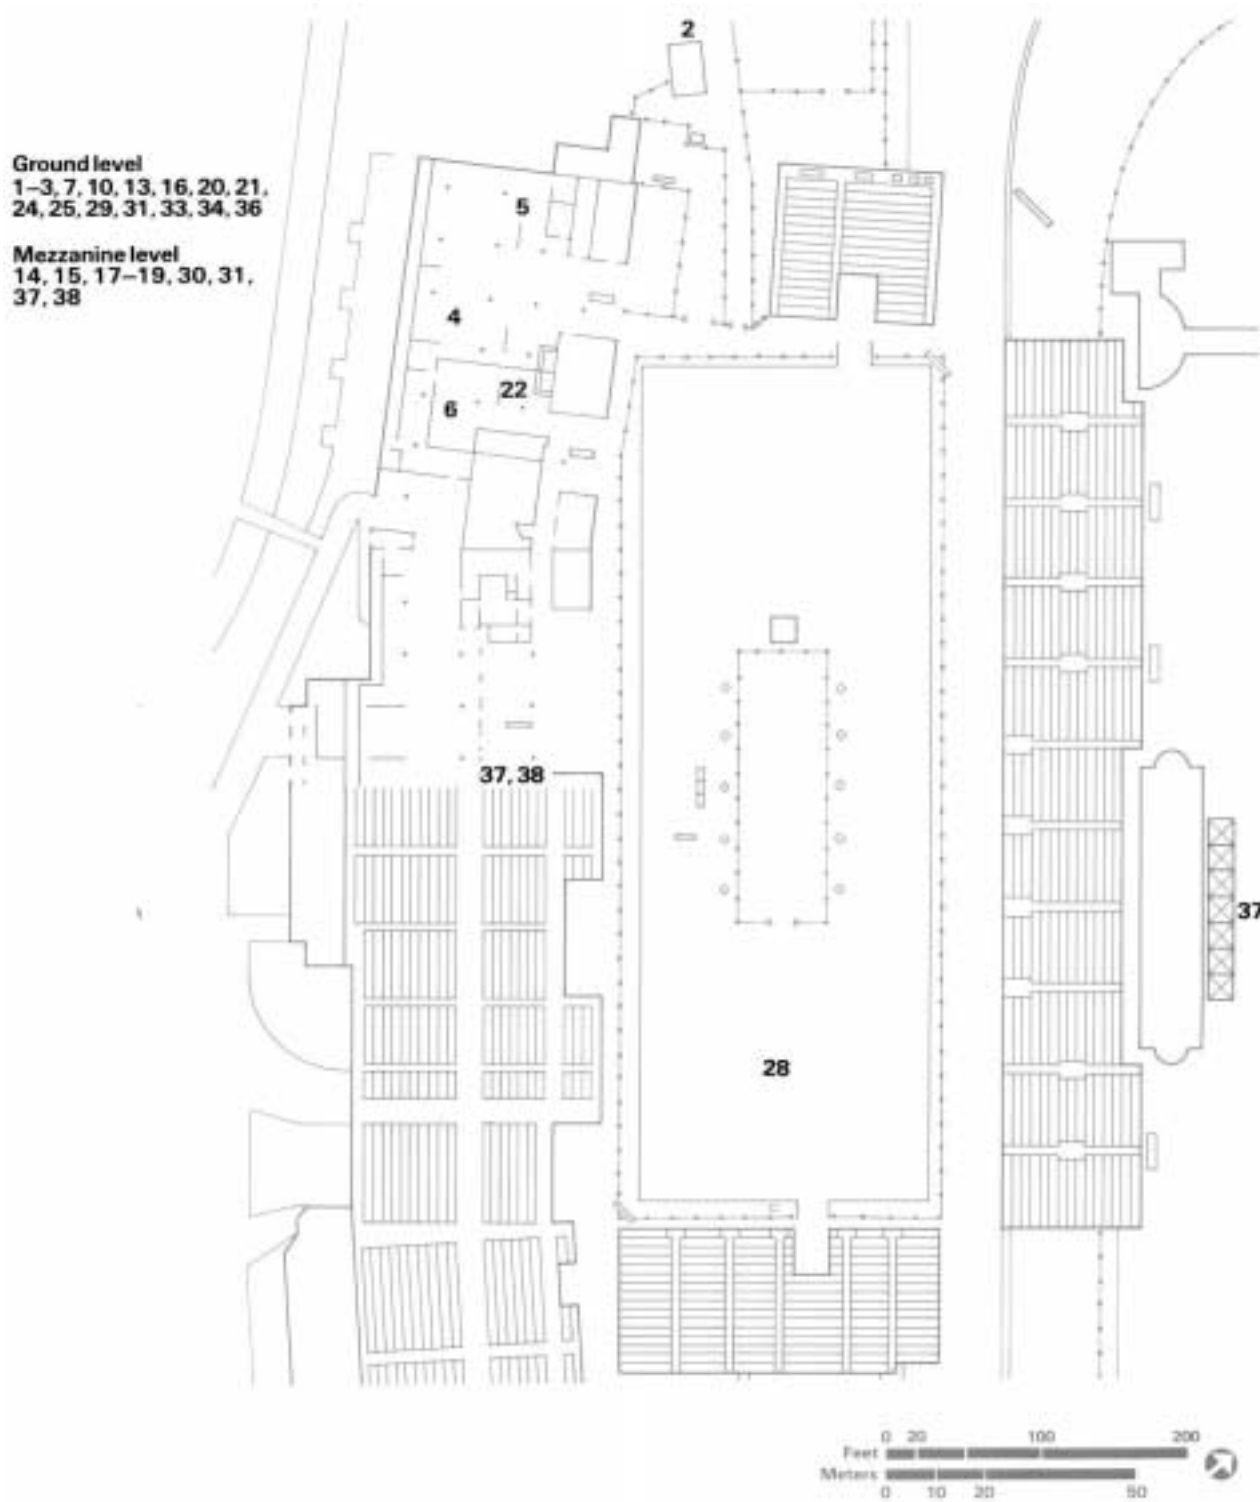 2
Ground level
1–3, 7, 10, 13, 16, 20, 21,
24, 25, 29, 31, 33, 34, 36
Mezzanine level
14, 15, 17–19, 30, 31,
37, 38
5
4
22
6
37, 38
37
28
0 20 100 200
Feet
Meters
0 10 20 50